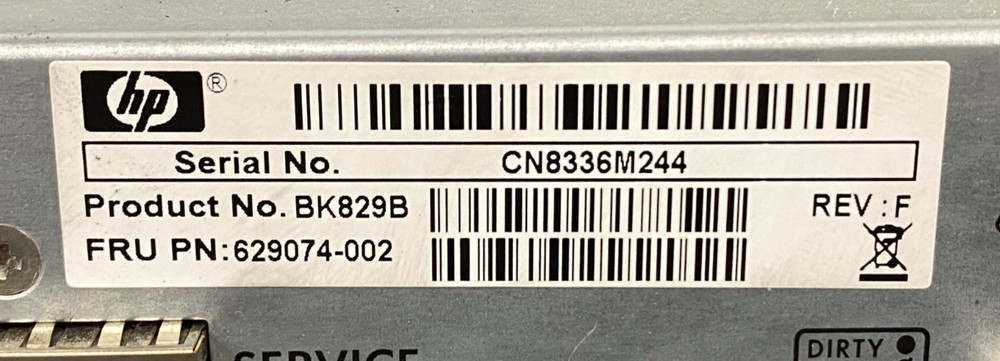 hp ®
Serial No. CN8336M244
Product No. BK829B REV : F
FRU PN:629074-002
SERVICE
DIRTY